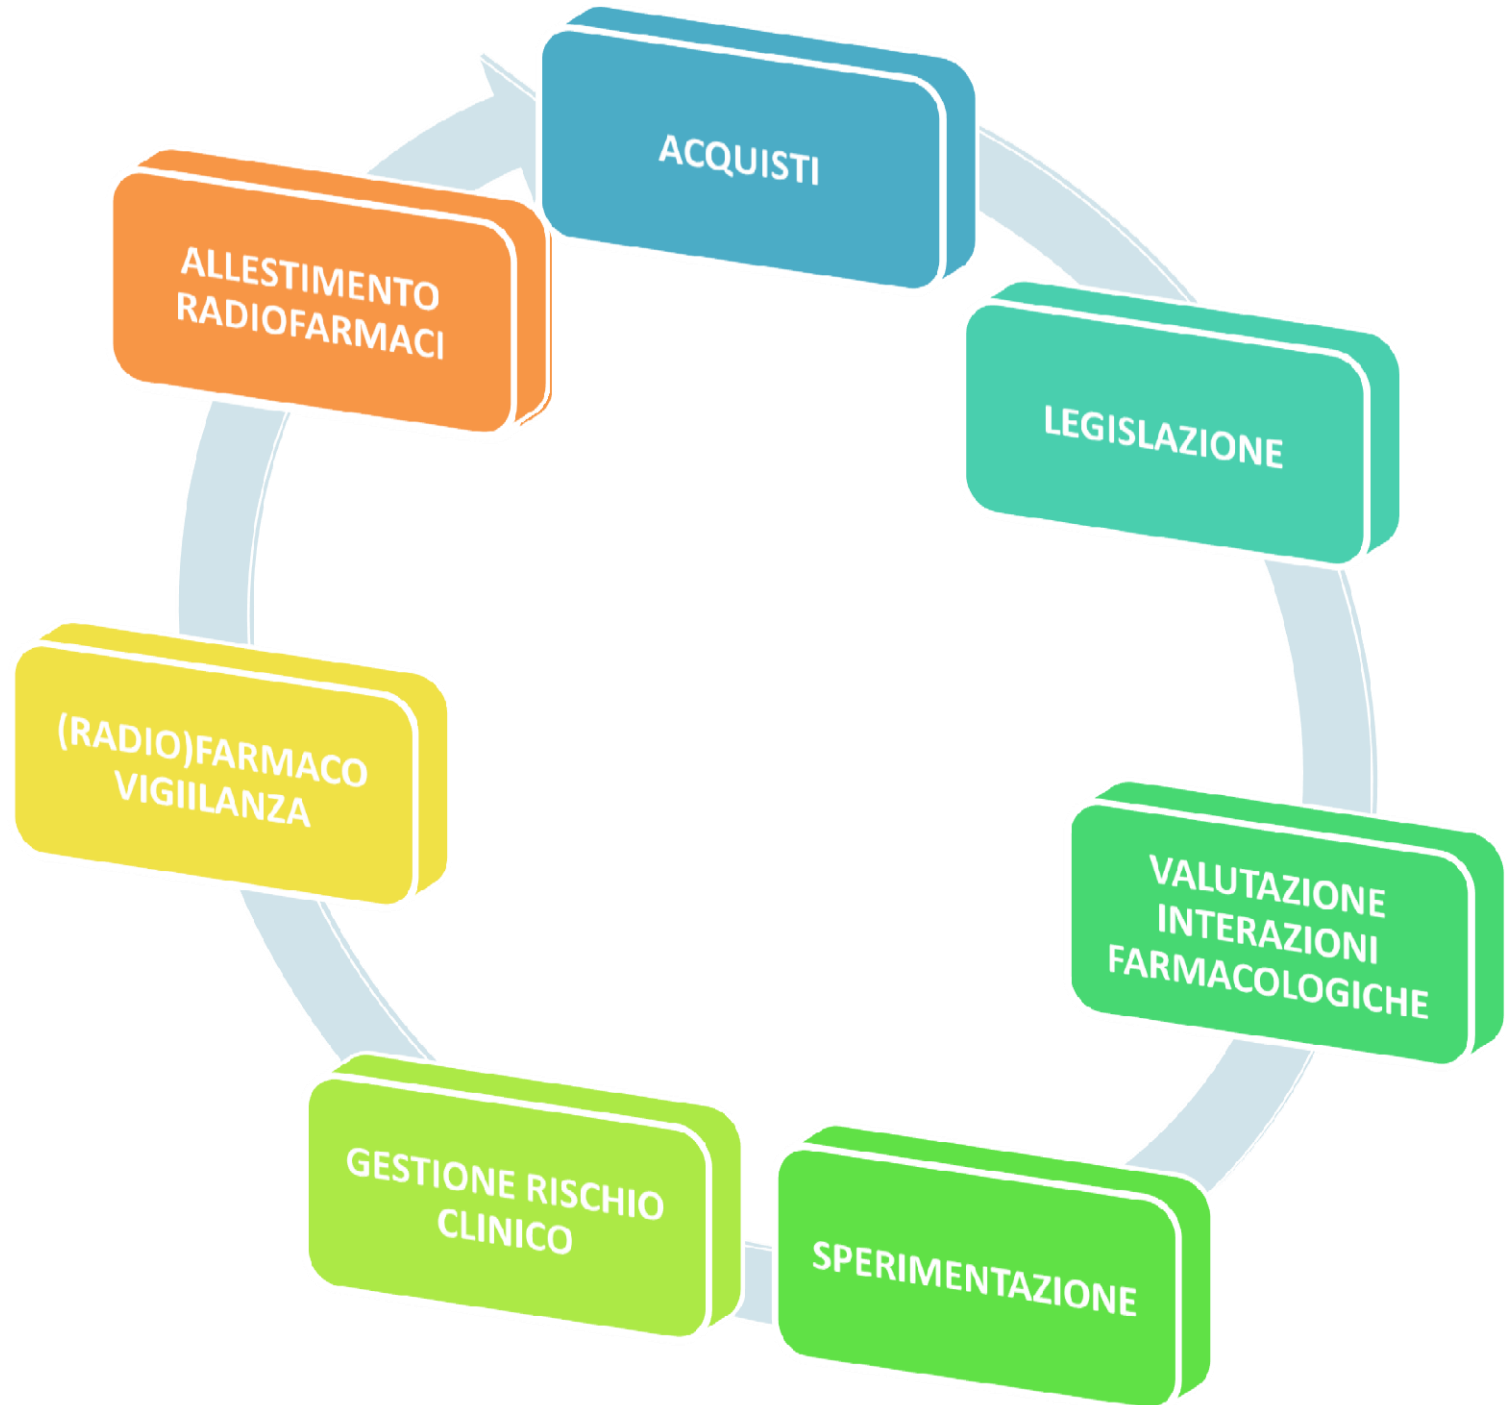 ACQUISTI
LEGISLAZIONE
VALUTAZIONE
INTERAZIONI
FARMACOLOGICHE
SPERIMENTAZIONE
GESTIONE RISCHIO
CLINICO
(RADIO)FARMACO
VIGIILANZA
ALLESTIMENTO
RADIOFARMACI